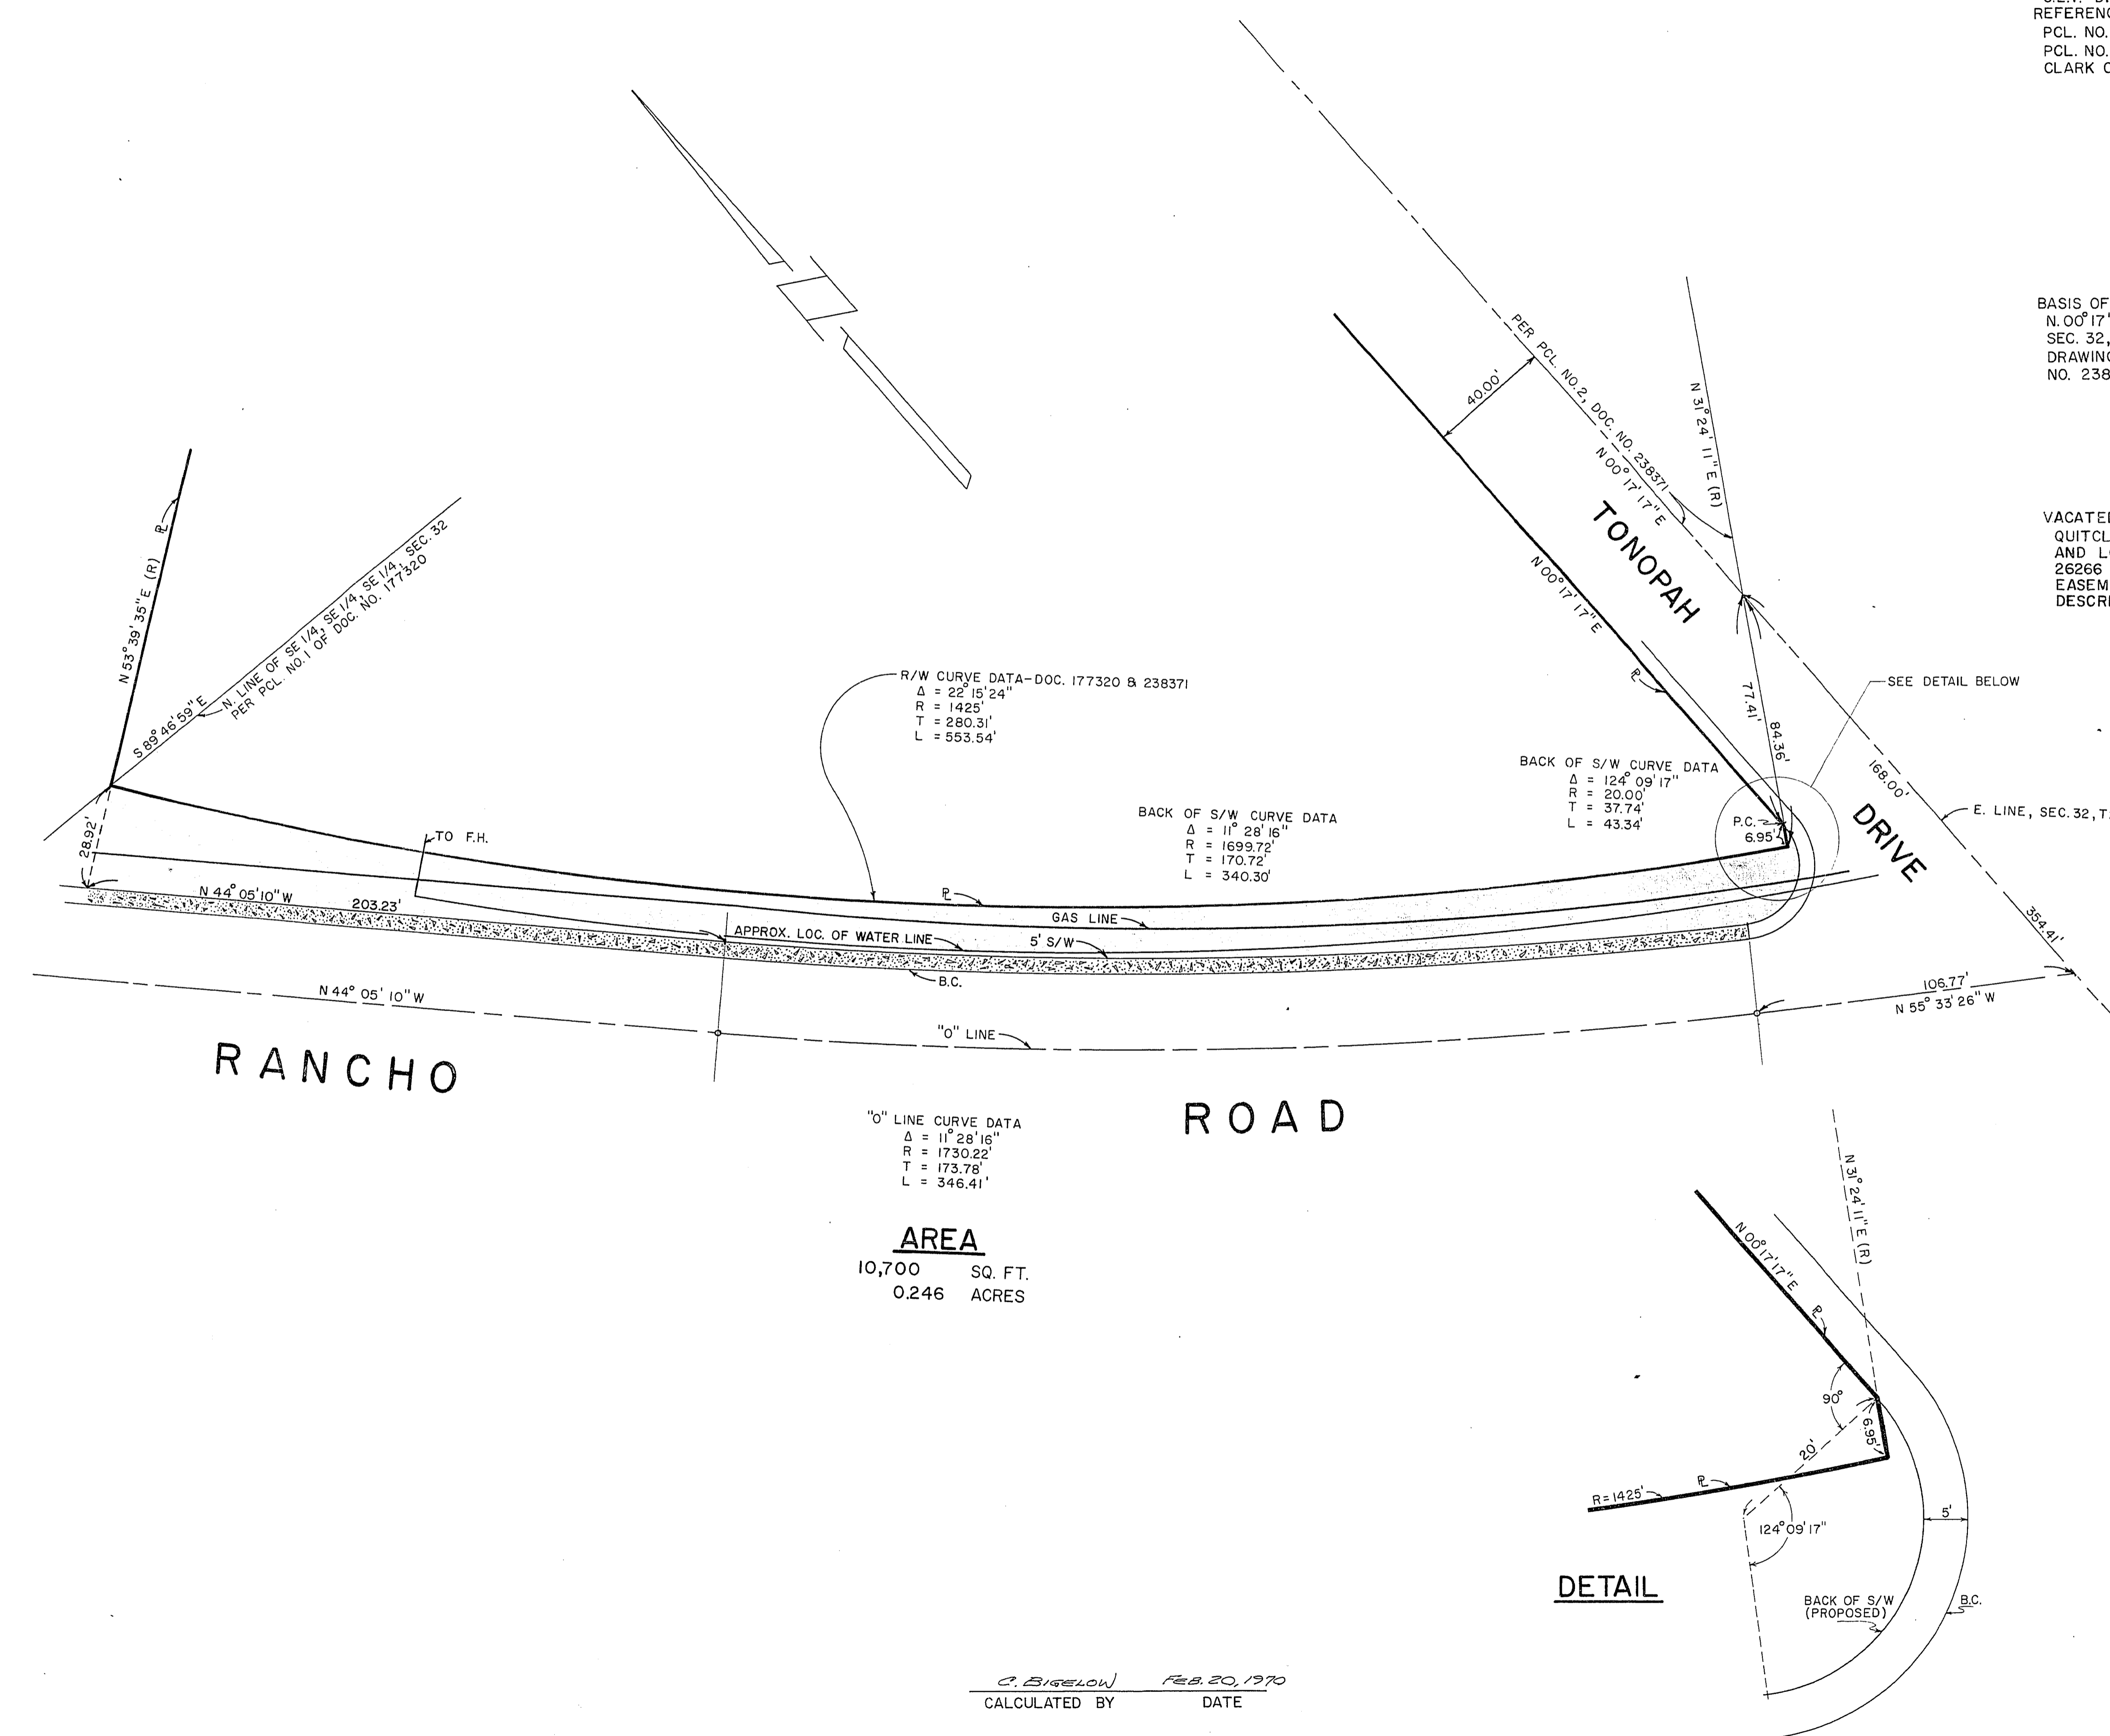 REFERENC
PCL. NO.
PCL. NO.
CLARK C
BASIS OF
N. 00° 17'
SEC. 32,
DRAWING
NO. 238
VACATED
QUITCL
AND L
26266
EASEM
DESCRI
PER PCL. NO. 2, DOC. NO. 238371
N 00° 17' 17" E
40.00'
N 31° 24' 11" E (R)
TONOPAH
DRIVE
N 00° 17' 17" E
PL
77.41'
84.36'
168.00'
354.41'
SEE DETAIL BELOW
E. LINE, SEC. 32, T.
N 53° 39' 35" E (R)
PL
S 89° 46' 59" E
N. LINE OF SE 1/4, SE 1/4, SE 1/4, SEC. 32
PER PCL. NO. 1 OF DOC. NO. 177320
R/W CURVE DATA-DOC. 177320 & 238371
Δ = 22° 15' 24"
R = 1425'
T = 280.31'
L = 553.54'
BACK OF S/W CURVE DATA
Δ = 124° 09' 17"
R = 20.00'
T = 37.74'
L = 43.34'
P.C.
6.95'
BACK OF S/W CURVE DATA
Δ = 11° 28' 16"
R = 1699.72'
T = 170.72'
L = 340.30'
28.92'
TO F.H.
PL
GAS LINE
N 44° 05' 10" W
203.23'
APPROX. LOC. OF WATER LINE
5' S/W
B.C.
N 44° 05' 10" W
"O" LINE
106.77'
N 55° 33' 26" W
RANCHO
ROAD
"O" LINE CURVE DATA
Δ = 11° 28' 16"
R = 1730.22'
T = 173.78'
L = 346.41'
AREA
10,700 SQ. FT.
0.246 ACRES
N 31° 24' 11" E (R)
N 00° 17' 17" E
PL
90°
6.95'
20'
PL
R = 1425'
124° 09' 17"
5'
DETAIL
BACK OF S/W
(PROPOSED)
B.C.
C. BIGELOW FEB. 20, 1970
CALCULATED BY DATE